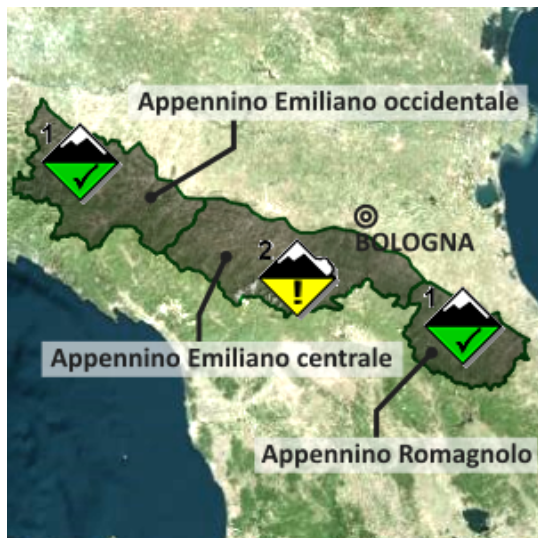 Appennino Emiliano occidentale
1
BOLOGNA
2
!
1
Appennino Emiliano centrale
Appennino Romagnolo